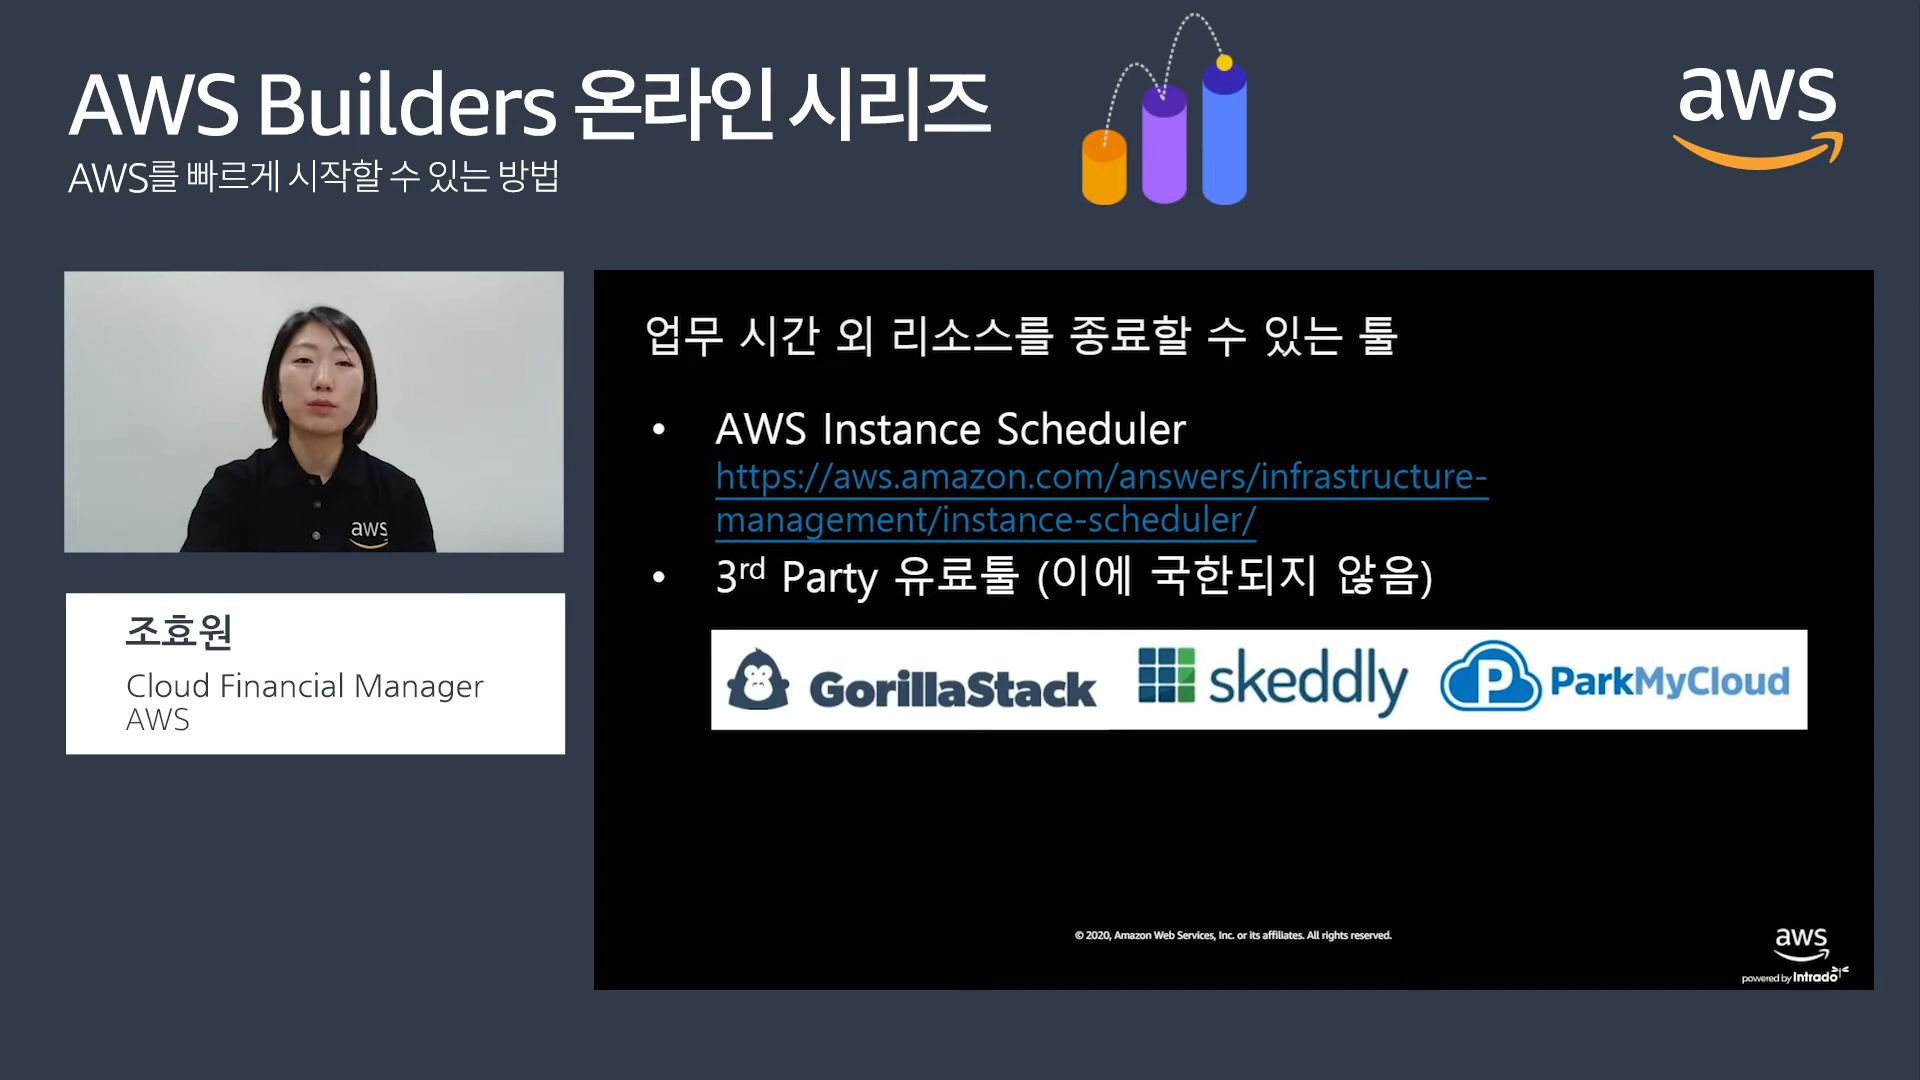 AWS Builders 온라인 시리즈
AWS를 빠르게 시작할 수 있는 방법
aws
aws
조효원
Cloud Financial Manager
AWS
업무 시간 외 리소스를 종료할 수 있는 툴
• AWS Instance Scheduler
https://aws.amazon.com/answers/infrastructure-
management/instance-scheduler/
• 3rd Party 유료툴 (이에 국한되지 않음)
GorillaStack skeddly ParkMyCloud
© 2020, Amazon Web Services, Inc. or its affiliates. All rights reserved.
aws
powered by Intrado